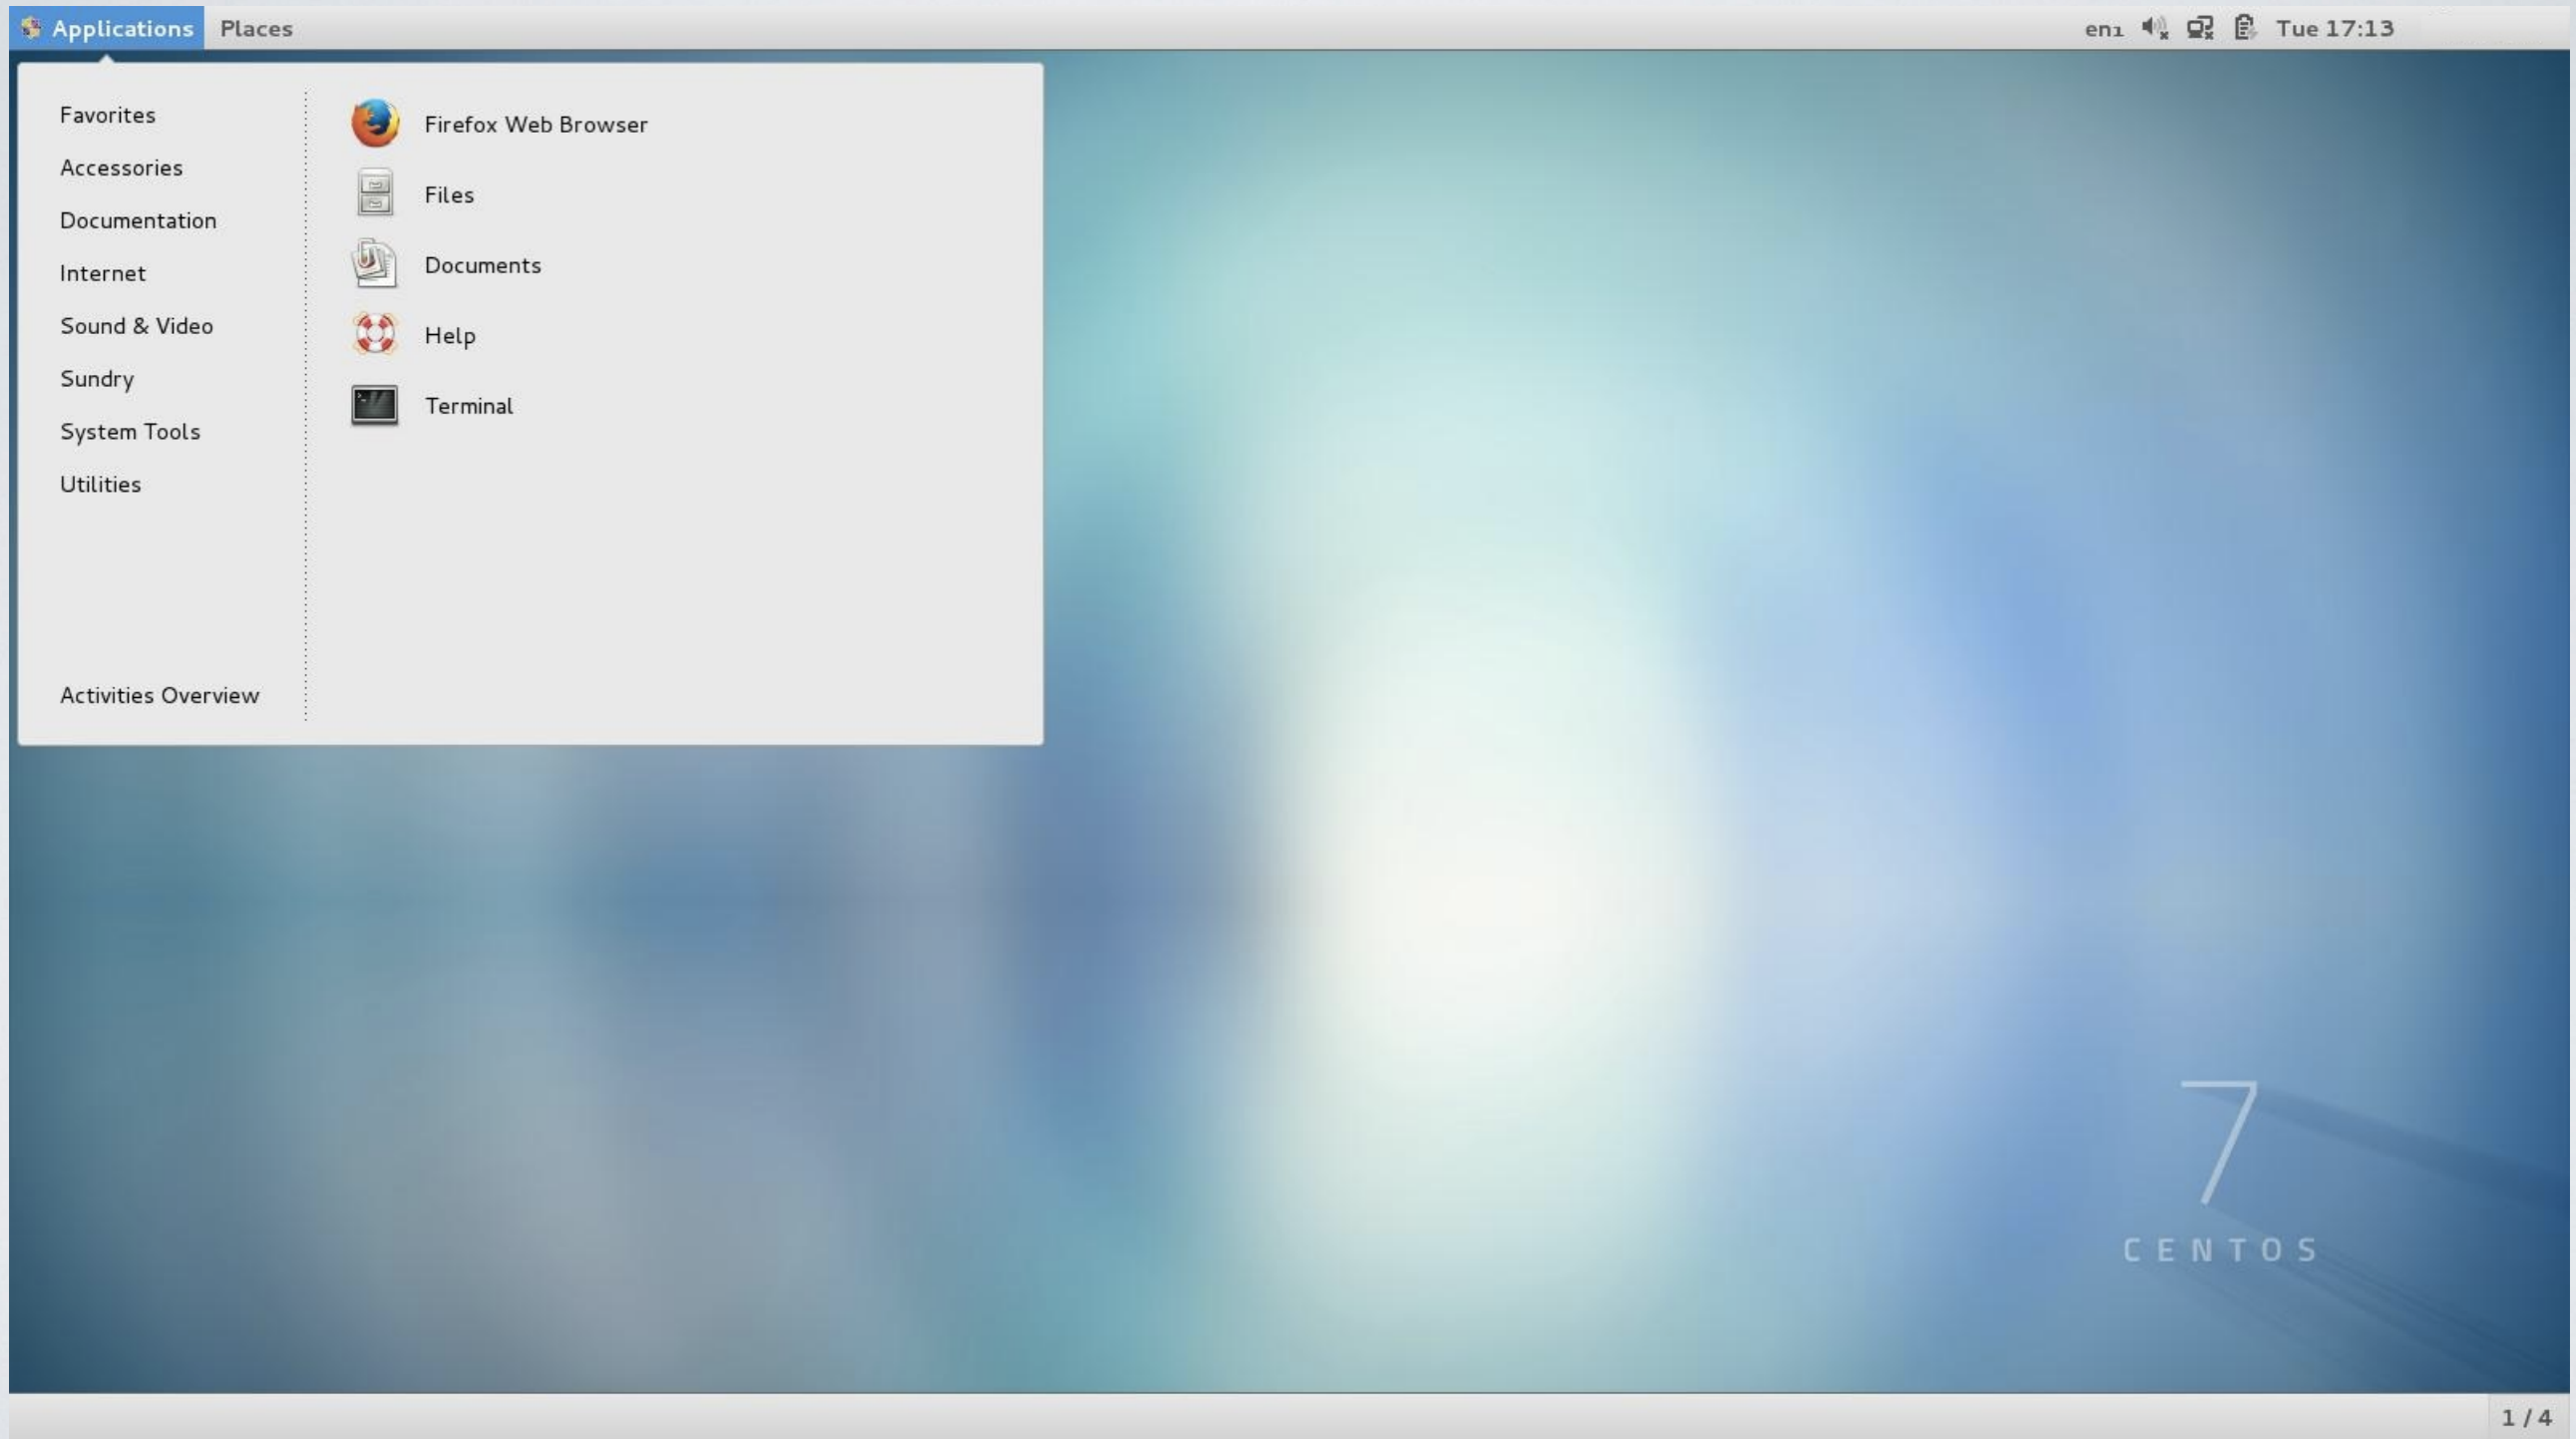 Applications Places en₁ Tue 17:13
Favorites
Accessories
Documentation
Internet
Sound & Video
Sundry
System Tools
Utilities
Activities Overview
Firefox Web Browser
Files
Documents
Help
Terminal
7
CENTOS
1 / 4